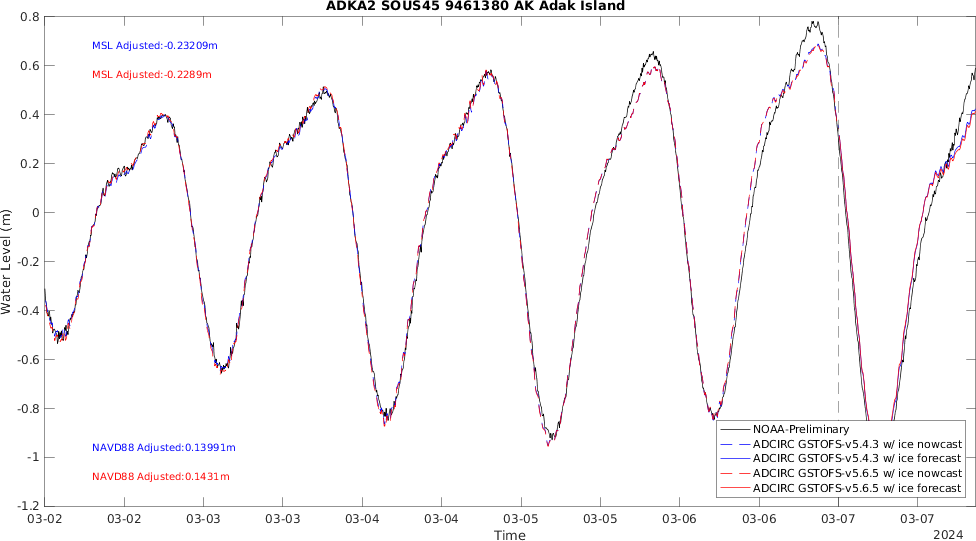 ADKA2 SOUS45 9461380 AK Adak Island
0.8
0.6
0.4
0.2
0
-0.2
-0.4
-0.6
-0.8
-1
-1.2
Water Level (m)
MSL Adjusted:-0.23209m
MSL Adjusted:-0.2289m
NAVD88 Adjusted:0.13991m
NAVD88 Adjusted:0.1431m
NOAA-Preliminary
ADCIRC GSTOFS-v5.4.3 w/ ice nowcast
ADCIRC GSTOFS-v5.4.3 w/ ice forecast
ADCIRC GSTOFS-v5.6.5 w/ ice nowcast
ADCIRC GSTOFS-v5.6.5 w/ ice forecast
03-02 03-02 03-03 03-03 03-04 03-04 03-05 03-05 03-06 03-06 03-07 03-07
Time
2024